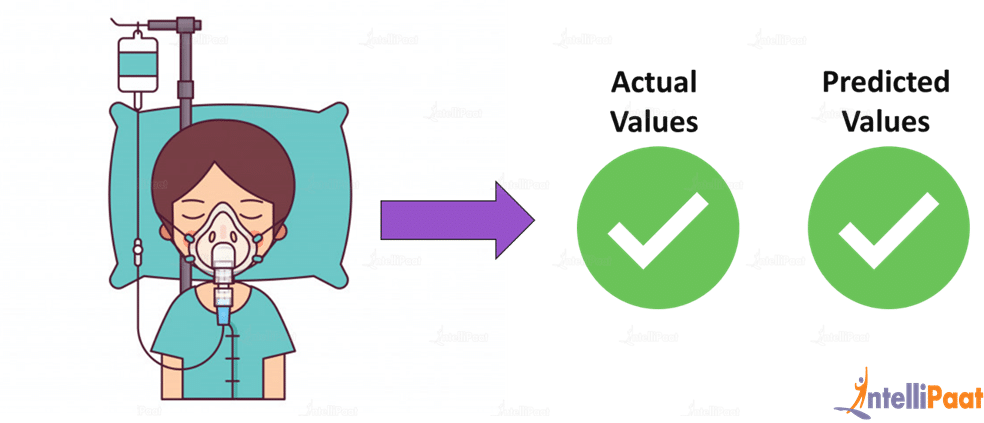 Actual
Values
Predicted
Values
IntelliPaat